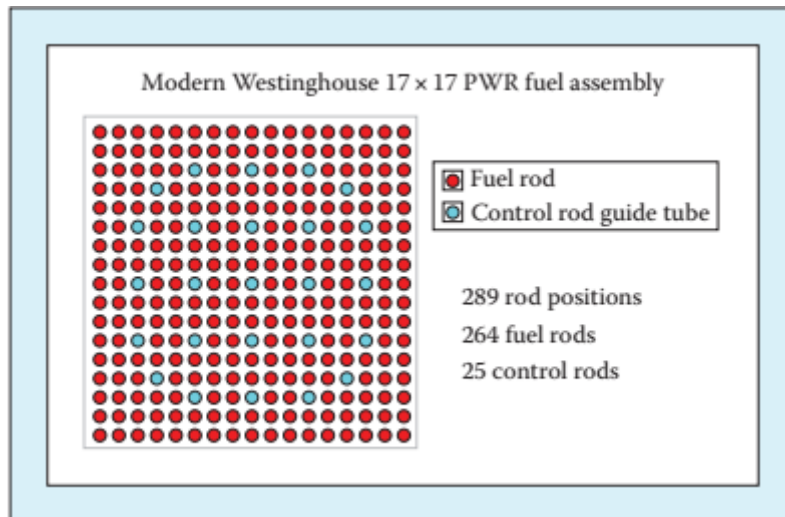 Modern Westinghouse 17 × 17 PWR fuel assembly
Fuel rod
Control rod guide tube
289 rod positions
264 fuel rods
25 control rods